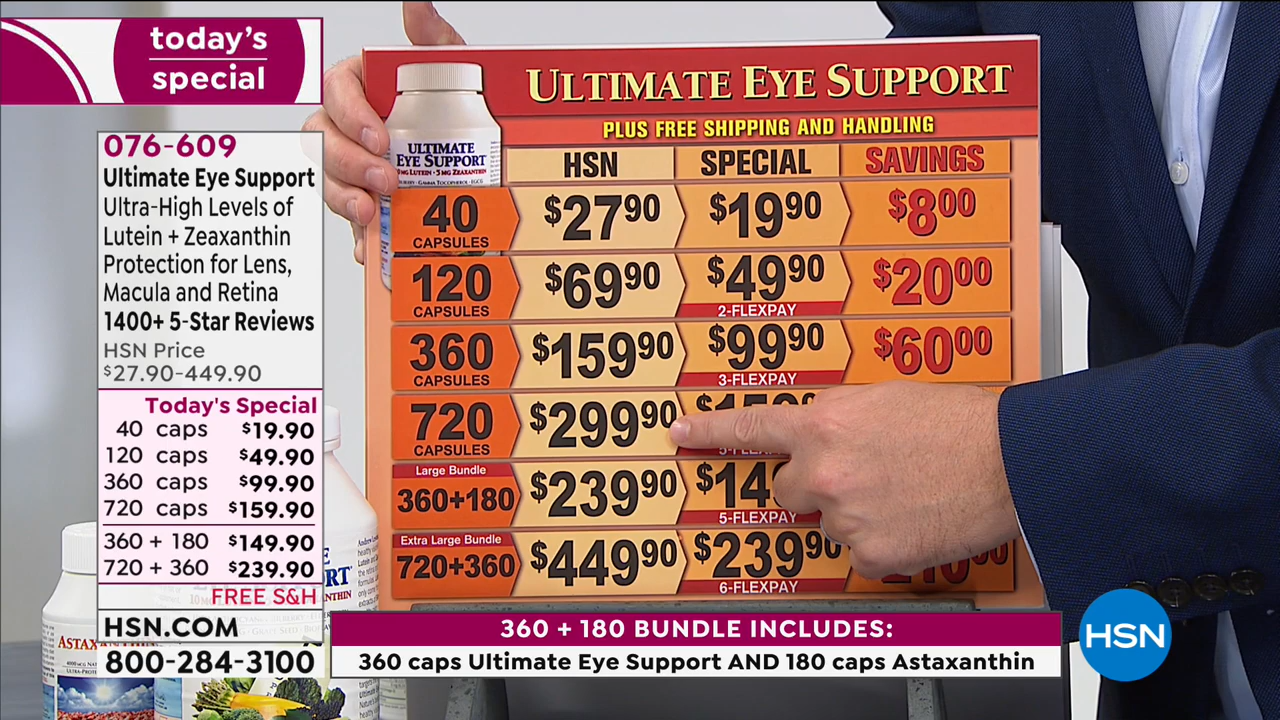 today's
special
076-609
Ultimate Eye Support
Ultra-High Levels of
Lutein + Zeaxanthin
Protection for Lens,
Macula and Retina
1400+ 5-Star Reviews
HSN Price
$27.90-449.90
Today's Special
40 caps $19.90
120 caps $49.90
360 caps $99.90
720 caps $159.90
360 + 180 $149.90
720 + 360 $239.90
FREE S&H
HSN.COM
800-284-3100
ULTIMATE EYE SUPPORT
PLUS FREE SHIPPING AND HANDLING
ULTIMATE
EYE SUPPORT
HSN SPECIAL SAVINGS
40 CAPSULES $27.90 $19.90 $8.00
120 CAPSULES $69.90 $49.90 $20.00
2-FLEXPAY
360 CAPSULES $159.90 $99.90 $60.00
3-FLEXPAY
720 CAPSULES $299.90
Large Bundle
360+180 $239.90
5-FLEXPAY
Extra Large Bundle
720+360 $449.90 $239.90
6-FLEXPAY
360 + 180 BUNDLE INCLUDES:
360 caps Ultimate Eye Support AND 180 caps Astaxanthin
HSN